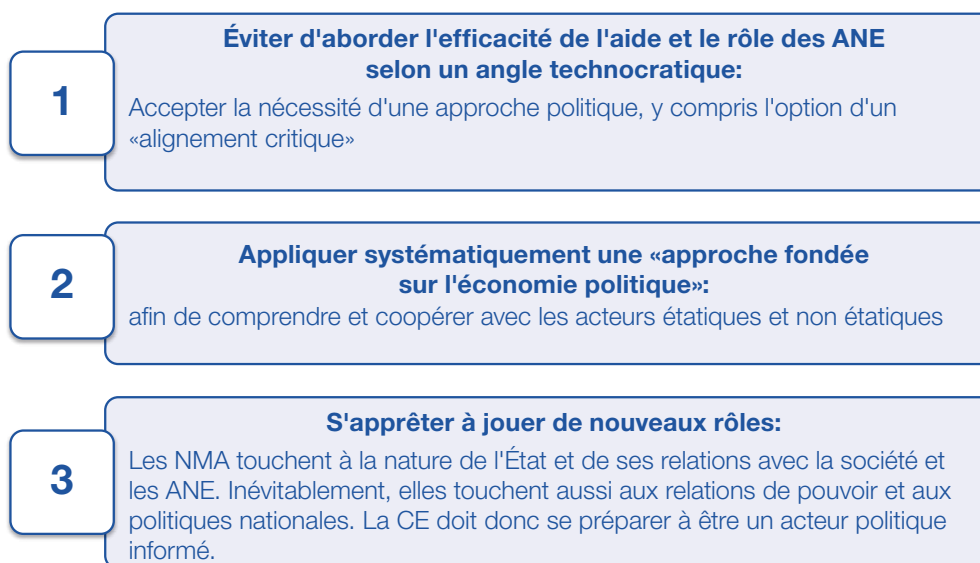 1
Éviter d'aborder l'efficacité de l'aide et le rôle des ANE
selon un angle technocratique:
Accepter la nécessité d'une approche politique, y compris l'option d'un
«alignement critique»
2
Appliquer systématiquement une «approche fondée
sur l'économie politique»:
afin de comprendre et coopérer avec les acteurs étatiques et non étatiques
3
S'apprêter à jouer de nouveaux rôles:
Les NMA touchent à la nature de l'État et de ses relations avec la société et
les ANE. Inévitablement, elles touchent aussi aux relations de pouvoir et aux
politiques nationales. La CE doit donc se préparer à être un acteur politique
informé.